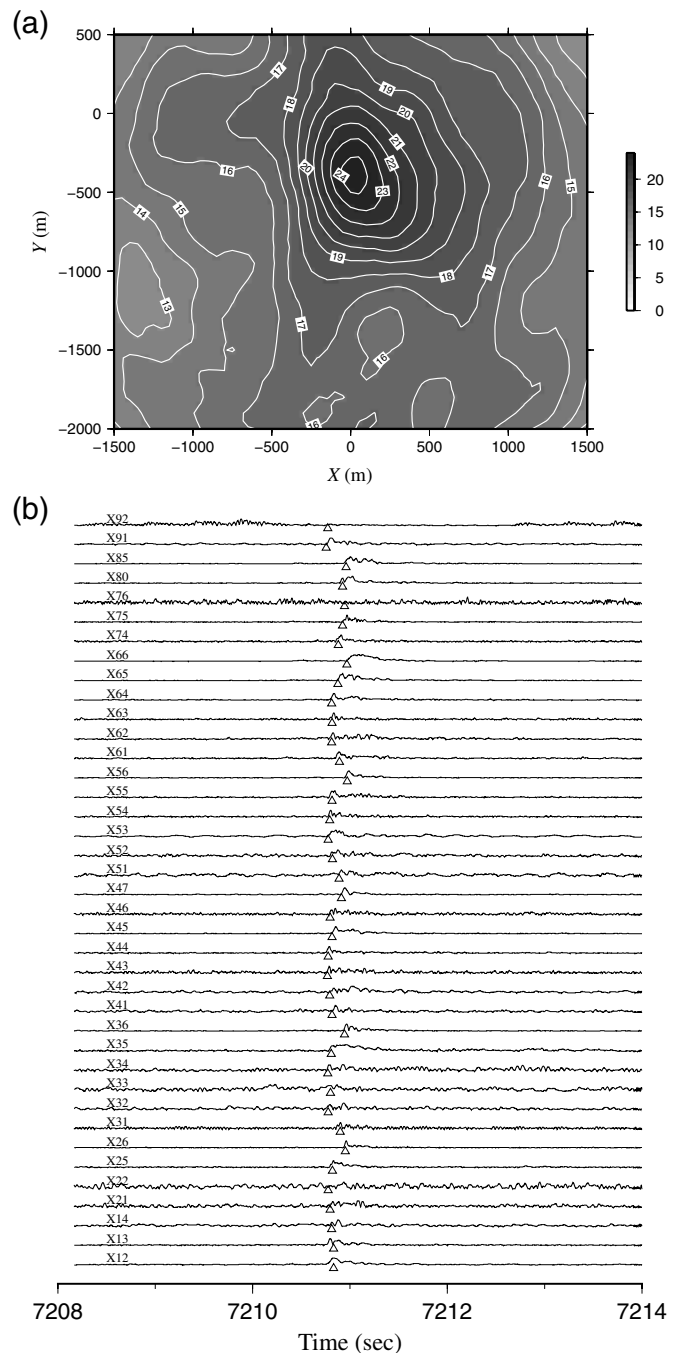 (a)
500
0
−500
−1000
−1500
−2000
Y (m)
−1500 −1000 −500 0 500 1000 1500
X (m)
17
18
19
20
21
22
16
15
20
24
23
16
15
14
13
19
18
17
17
16
16
20
15
10
5
0
(b)
X92
X91
X85
X80
X76
X75
X74
X66
X65
X64
X63
X62
X61
X56
X55
X54
X53
X52
X51
X47
X46
X45
X44
X43
X42
X41
X36
X35
X34
X33
X32
X31
X26
X25
X22
X21
X14
X13
X12
7208 7210 7212 7214
Time (sec)